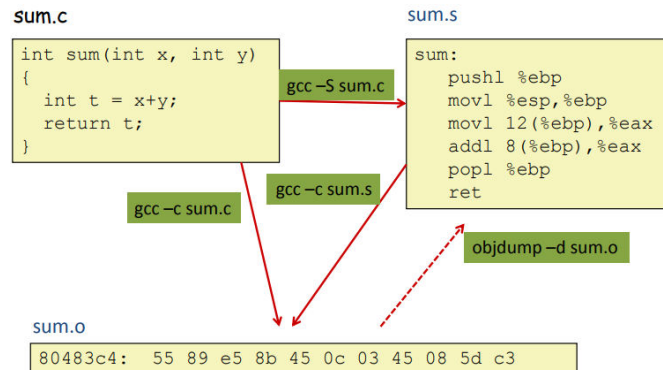 sum.c
int sum(int x, int y)
{
int t = x+y;
return t;
}
gcc –S sum.c
sum.s
sum:
pushl %ebp
movl %esp,%ebp
movl 12(%ebp),%eax
addl 8(%ebp),%eax
popl %ebp
ret
gcc –c sum.c
gcc –c sum.s
objdump –d sum.o
sum.o
80483c4: 55 89 e5 8b 45 0c 03 45 08 5d c3